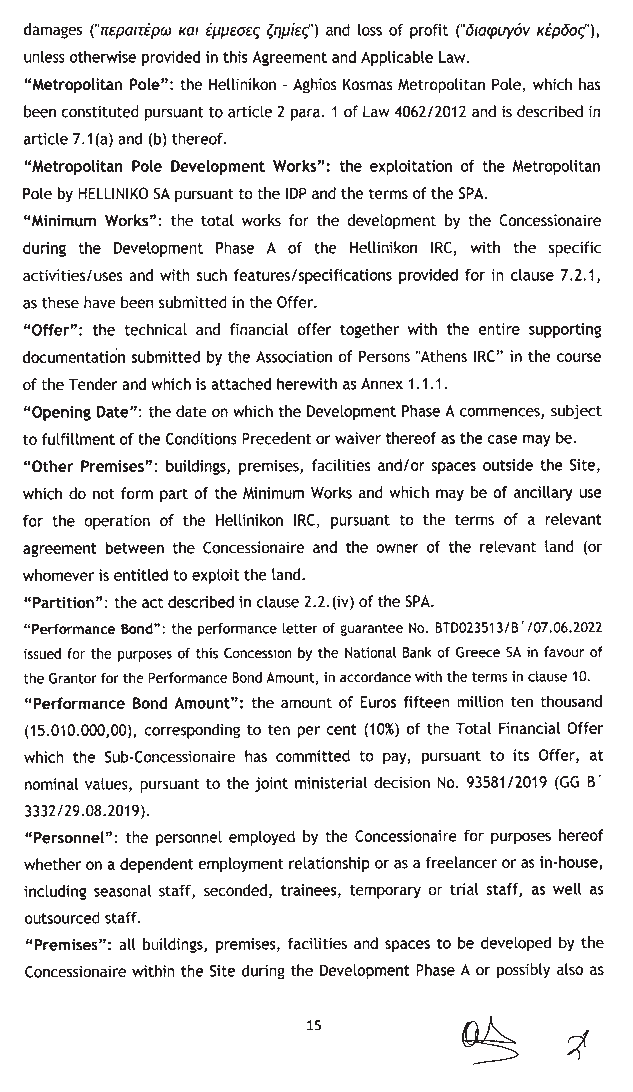 damages ("περαιτέρω και έμμεσες ζημίες") and loss of profit ("διαφυγόν κέρδος"),
unless otherwise provided in this Agreement and Applicable Law.
"Metropolitan Pole": the Hellinikon - Aghios Kosmas Metropolitan Pole, which has
been constituted pursuant to article 2 para. 1 of Law 4062/2012 and is described in
article 7.1(a) and (b) thereof.
"Metropolitan Pole Development Works": the exploitation of the Metropolitan
Pole by HELLINIKO SA pursuant to the IDP and the terms of the SPA.
"Minimum Works": the total works for the development by the Concessionaire
during the Development Phase A of the Hellinikon IRC, with the specific
activities/uses and with such features/specifications provided for in clause 7.2.1,
as these have been submitted in the Offer.
"Offer": the technical and financial offer together with the entire supporting
documentation submitted by the Association of Persons "Athens IRC" in the course
of the Tender and which is attached herewith as Annex 1.1.1.
"Opening Date": the date on which the Development Phase A commences, subject
to fulfillment of the Conditions Precedent or waiver thereof as the case may be.
"Other Premises": buildings, premises, facilities and/or spaces outside the Site,
which do not form part of the Minimum Works and which may be of ancillary use
for the operation of the Hellinikon IRC, pursuant to the terms of a relevant
agreement between the Concessionaire and the owner of the relevant land (or
whomever is entitled to exploit the land.
"Partition": the act described in clause 2.2.(iv) of the SPA.
"Performance Bond": the performance letter of guarantee No. BTD023513/B΄/07.06.2022
issued for the purposes of this Concession by the National Bank of Greece SA in favour of
the Grantor for the Performance Bond Amount, in accordance with the terms in clause 10.
"Performance Bond Amount": the amount of Euros fifteen million ten thousand
(15.010.000,00), corresponding to ten per cent (10%) of the Total Financial Offer
which the Sub-Concessionaire has committed to pay, pursuant to its Offer, at
nominal values, pursuant to the joint ministerial decision No. 93581/2019 (GG B΄
3332/29.08.2019).
"Personnel": the personnel employed by the Concessionaire for purposes hereof
whether on a dependent employment relationship or as a freelancer or as in-house,
including seasonal staff, seconded, trainees, temporary or trial staff, as well as
outsourced staff.
"Premises": all buildings, premises, facilities and spaces to be developed by the
Concessionaire within the Site during the Development Phase A or possibly also as
15